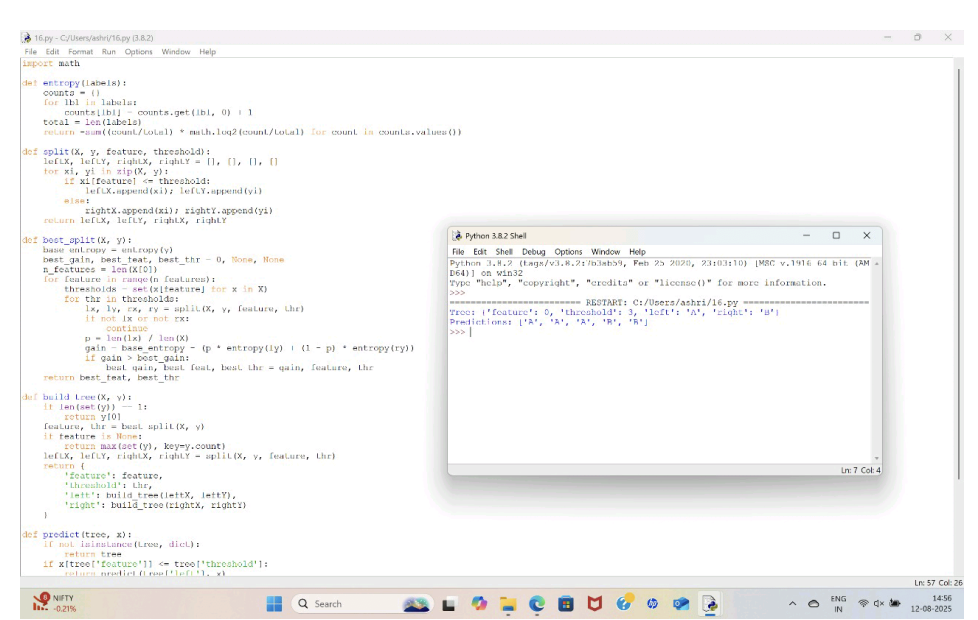 16.py - C:/Users/ashri/16.py (3.8.2)
File Edit Format Run Options Window Help
import math
def entropy(labels):
counts = {}
for lbl in labels:
counts[lbl] = counts.get(lbl, 0) + 1
total = len(labels)
return -sum((count/total) * math.log2(count/total) for count in counts.values())
def split(X, y, feature, threshold):
leftX, leftY, rightX, rightY = [], [], [], []
for xi, yi in zip(X, y):
if xi[feature] <= threshold:
leftX.append(xi); leftY.append(yi)
else:
rightX.append(xi); rightY.append(yi)
return leftX, leftY, rightX, rightY
def best_split(X, y):
base_entropy = entropy(y)
best_gain, best_feat, best_thr = 0, None, None
n_features = len(X[0])
for feature in range(n_features):
thresholds = set(x[feature] for x in X)
for thr in thresholds:
lx, ly, rx, ry = split(X, y, feature, thr)
if not lx or not rx:
continue
p = len(lx) / len(X)
gain = base_entropy - (p * entropy(ly) + (1 - p) * entropy(ry))
if gain > best_gain:
best_gain, best_feat, best_thr = gain, feature, thr
return best_feat, best_thr
def build_tree(X, y):
if len(set(y)) == 1:
return y[0]
feature, thr = best_split(X, y)
if feature is None:
return max(set(y), key=y.count)
leftX, leftY, rightX, rightY = split(X, y, feature, thr)
return {
'feature': feature,
'threshold': thr,
'left': build_tree(leftX, leftY),
'right': build_tree(rightX, rightY)
}
def predict(tree, x):
if not isinstance(tree, dict):
return tree
if x[tree['feature']] <= tree['threshold']:
return predict(tree['left'], x)
Ln: 57 Col: 26
Python 3.8.2 Shell
File Edit Shell Debug Options Window Help
Python 3.8.2 (tags/v3.8.2:7b3ab59, Feb 25 2020, 23:03:10) [MSC v.1916 64 bit (AM
D64)] on win32
Type "help", "copyright", "credits" or "license()" for more information.
>>>
========================= RESTART: C:/Users/ashri/16.py ========================
Tree: {'feature': 0, 'threshold': 3, 'left': 'A', 'right': 'B'}
Predictions: ['A', 'A', 'A', 'B', 'B']
>>>
Ln: 7 Col: 4
NIFTY
-0.21%
Search
ENG
IN
14:56
12-08-2025